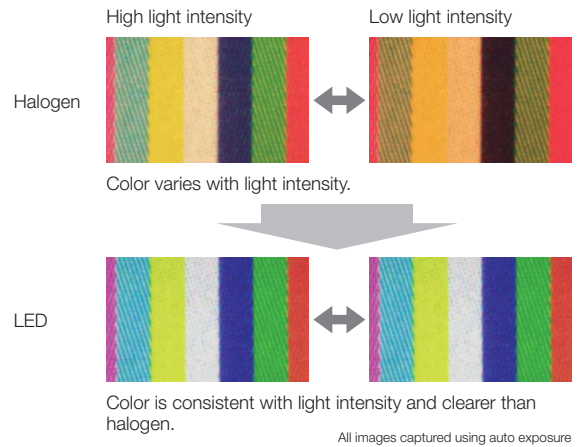 High light intensity
Low light intensity
Halogen
Color varies with light intensity.
LED
Color is consistent with light intensity and clearer than
halogen.
All images captured using auto exposure